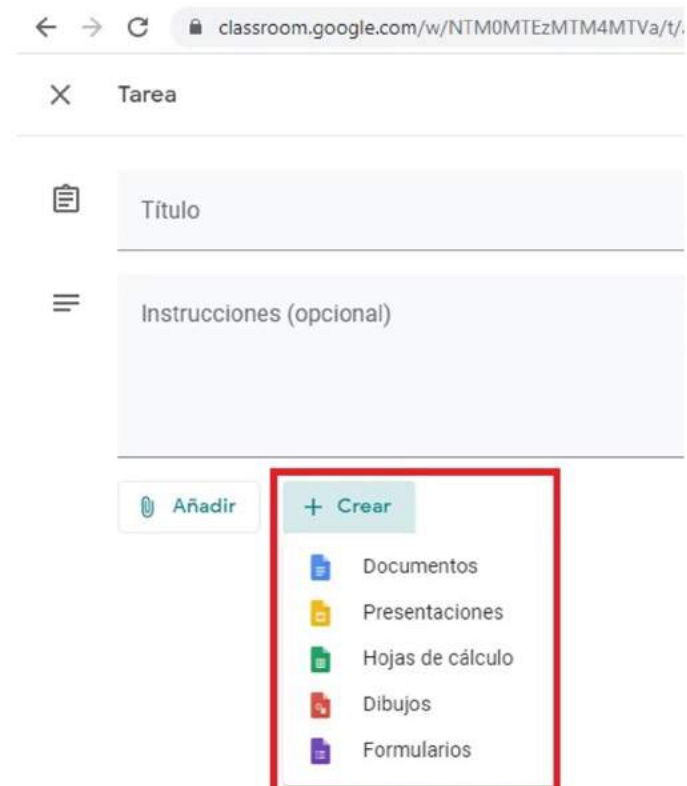 classroom.google.com/w/NTM0MTEzMTM4MTVa/t/
Tarea
Título
Instrucciones (opcional)
Añadir
+ Crear
Documentos
Presentaciones
Hojas de cálculo
Dibujos
Formularios